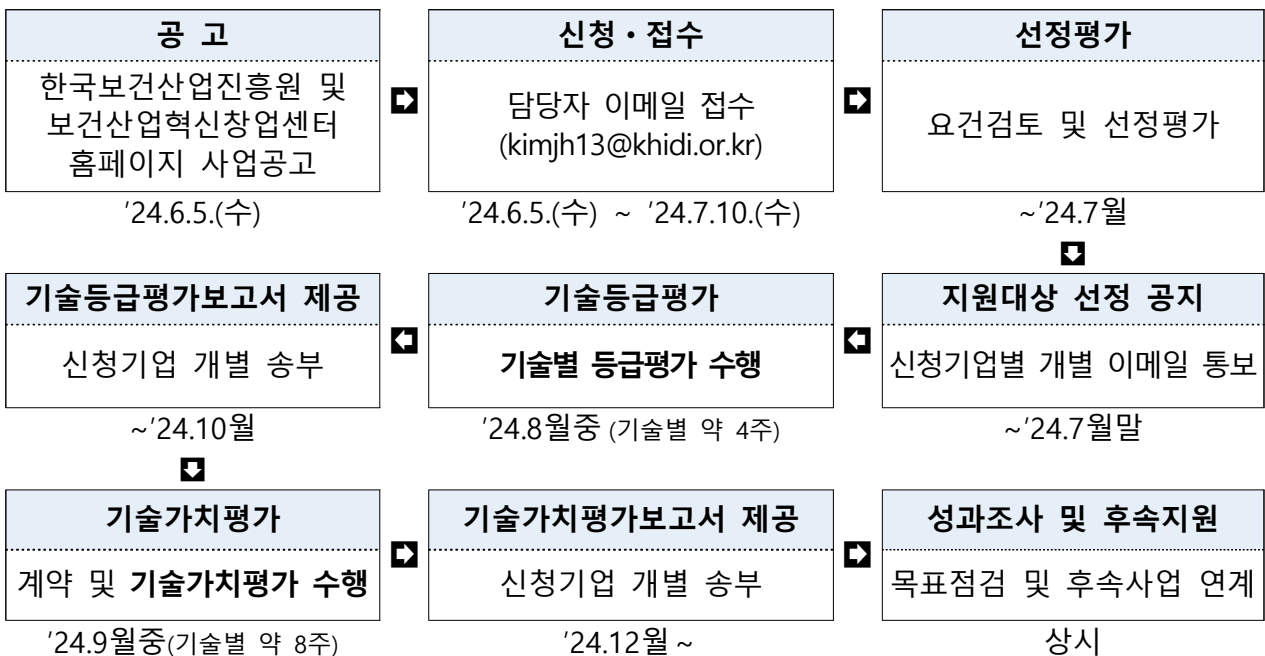 공 고
한국보건산업진흥원 및
보건산업혁신창업센터
홈페이지 사업공고
'24.6.5.(수)
신청・접수
담당자 이메일 접수
(kimjh13@khidi.or.kr)
'24.6.5.(수) ~ '24.7.10.(수)
선정평가
요건검토 및 선정평가
~'24.7월
지원대상 선정 공지
신청기업별 개별 이메일 통보
~'24.7월말
기술등급평가
기술별 등급평가 수행
'24.8월중 (기술별 약 4주)
기술등급평가보고서 제공
신청기업 개별 송부
~'24.10월
기술가치평가
계약 및 기술가치평가 수행
'24.9월중(기술별 약 8주)
기술가치평가보고서 제공
신청기업 개별 송부
'24.12월 ~
성과조사 및 후속지원
목표점검 및 후속사업 연계
상시